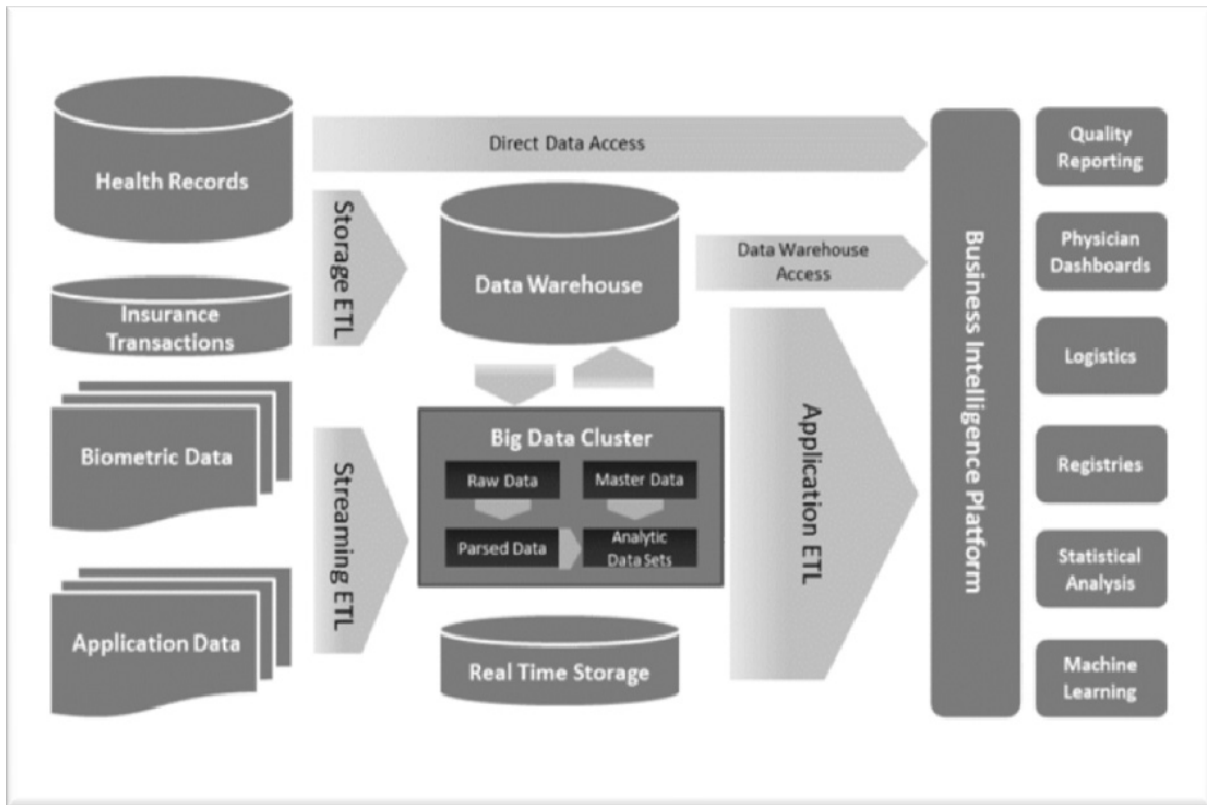 Health Records
Insurance
Transactions
Biometric Data
Application Data
Direct Data Access
Storage ETL
Streaming ETL
Data Warehouse
Data Warehouse
Access
Big Data Cluster
Raw Data
Master Data
Parsed Data
Analytic
Data Sets
Real Time Storage
Application ETL
Business Intelligence Platform
Quality
Reporting
Physician
Dashboards
Logistics
Registries
Statistical
Analysis
Machine
Learning